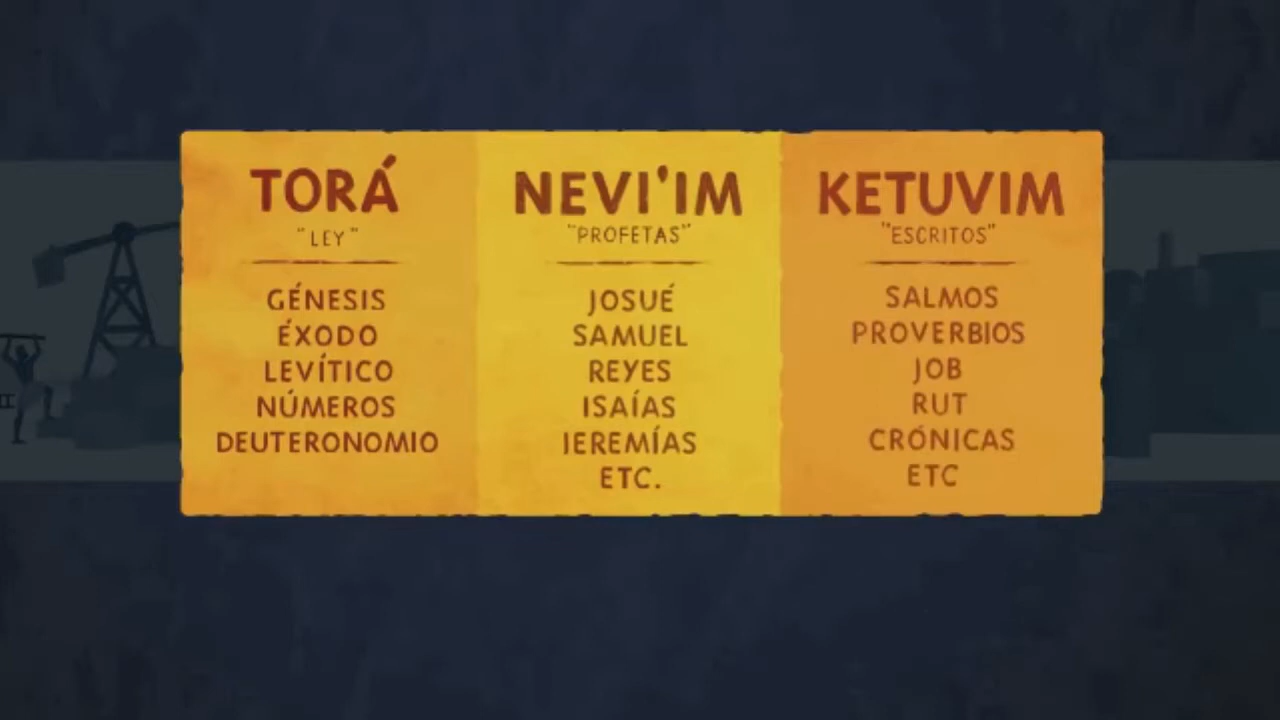 TORÁ
"LEY"
GÉNESIS
ÉXODO
LEVÍTICO
NÚMEROS
DEUTERONOMIO
NEVI'IM
"PROFETAS"
JOSUÉ
SAMUEL
REYES
ISAÍAS
JEREMÍAS
ETC.
KETUVIM
"ESCRITOS"
SALMOS
PROVERBIOS
JOB
RUT
CRÓNICAS
ETC